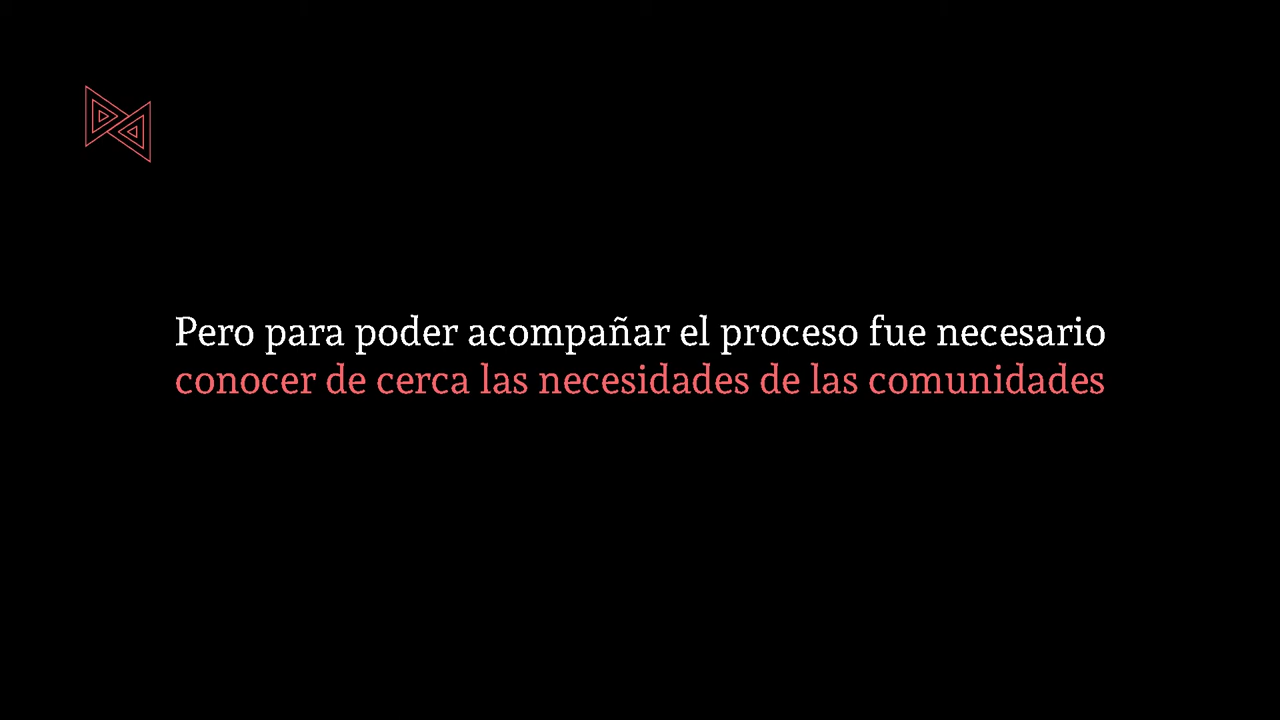 Pero para poder acompañar el proceso fue necesario
conocer de cerca las necesidades de las comunidades